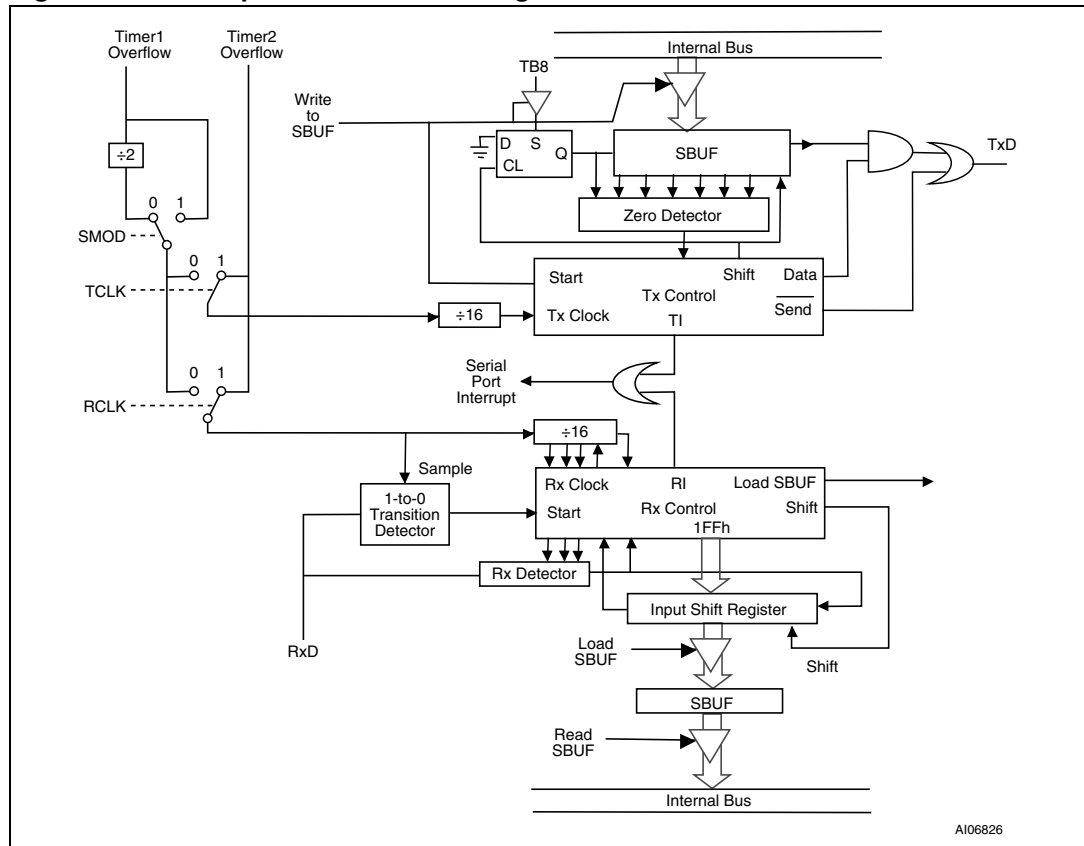 Timer1
Overflow
Timer2
Overflow
Internal Bus
TB8
Write
to
SBUF
÷2
D S
Q
CL
SBUF
TxD
0 1
Zero Detector
SMOD
0 1
Start
Shift
Data
TCLK
Tx Control
Send
÷16
Tx Clock
TI
Serial
Port
Interrupt
0 1
RCLK
÷16
Sample
Rx Clock
RI
Load SBUF
1-to-0
Transition
Detector
Start
Rx Control
Shift
1FFh
Rx Detector
Input Shift Register
RxD
Load
SBUF
Shift
SBUF
Read
SBUF
Internal Bus
AI06826